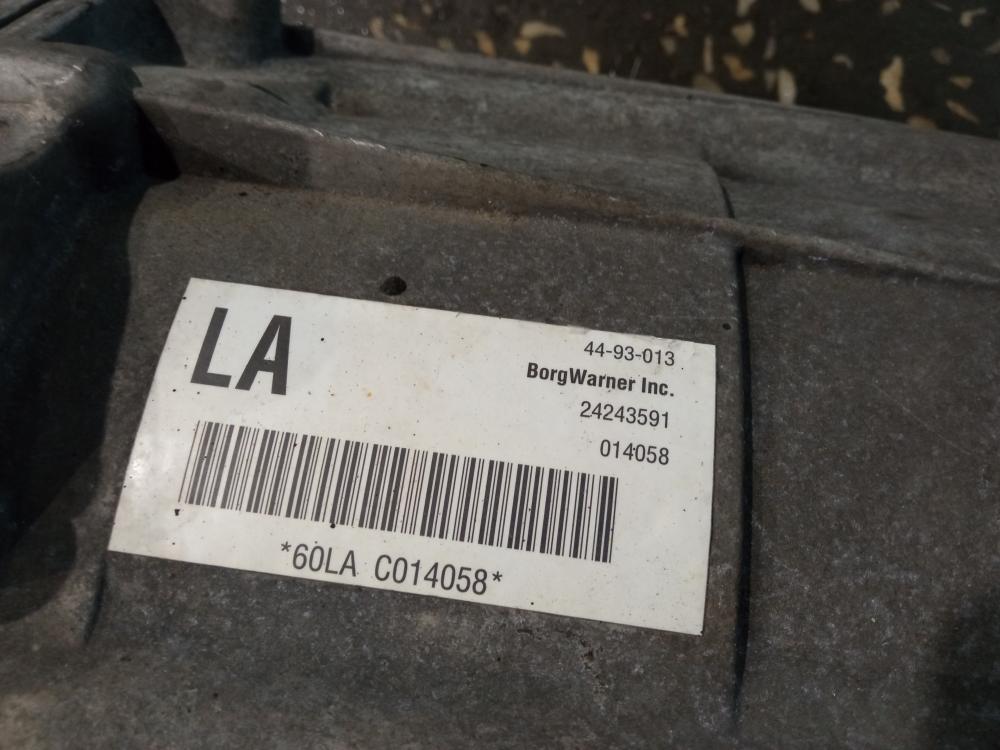 LA
44-93-013
BorgWarner Inc.
24243591
014058
*60LA C014058*